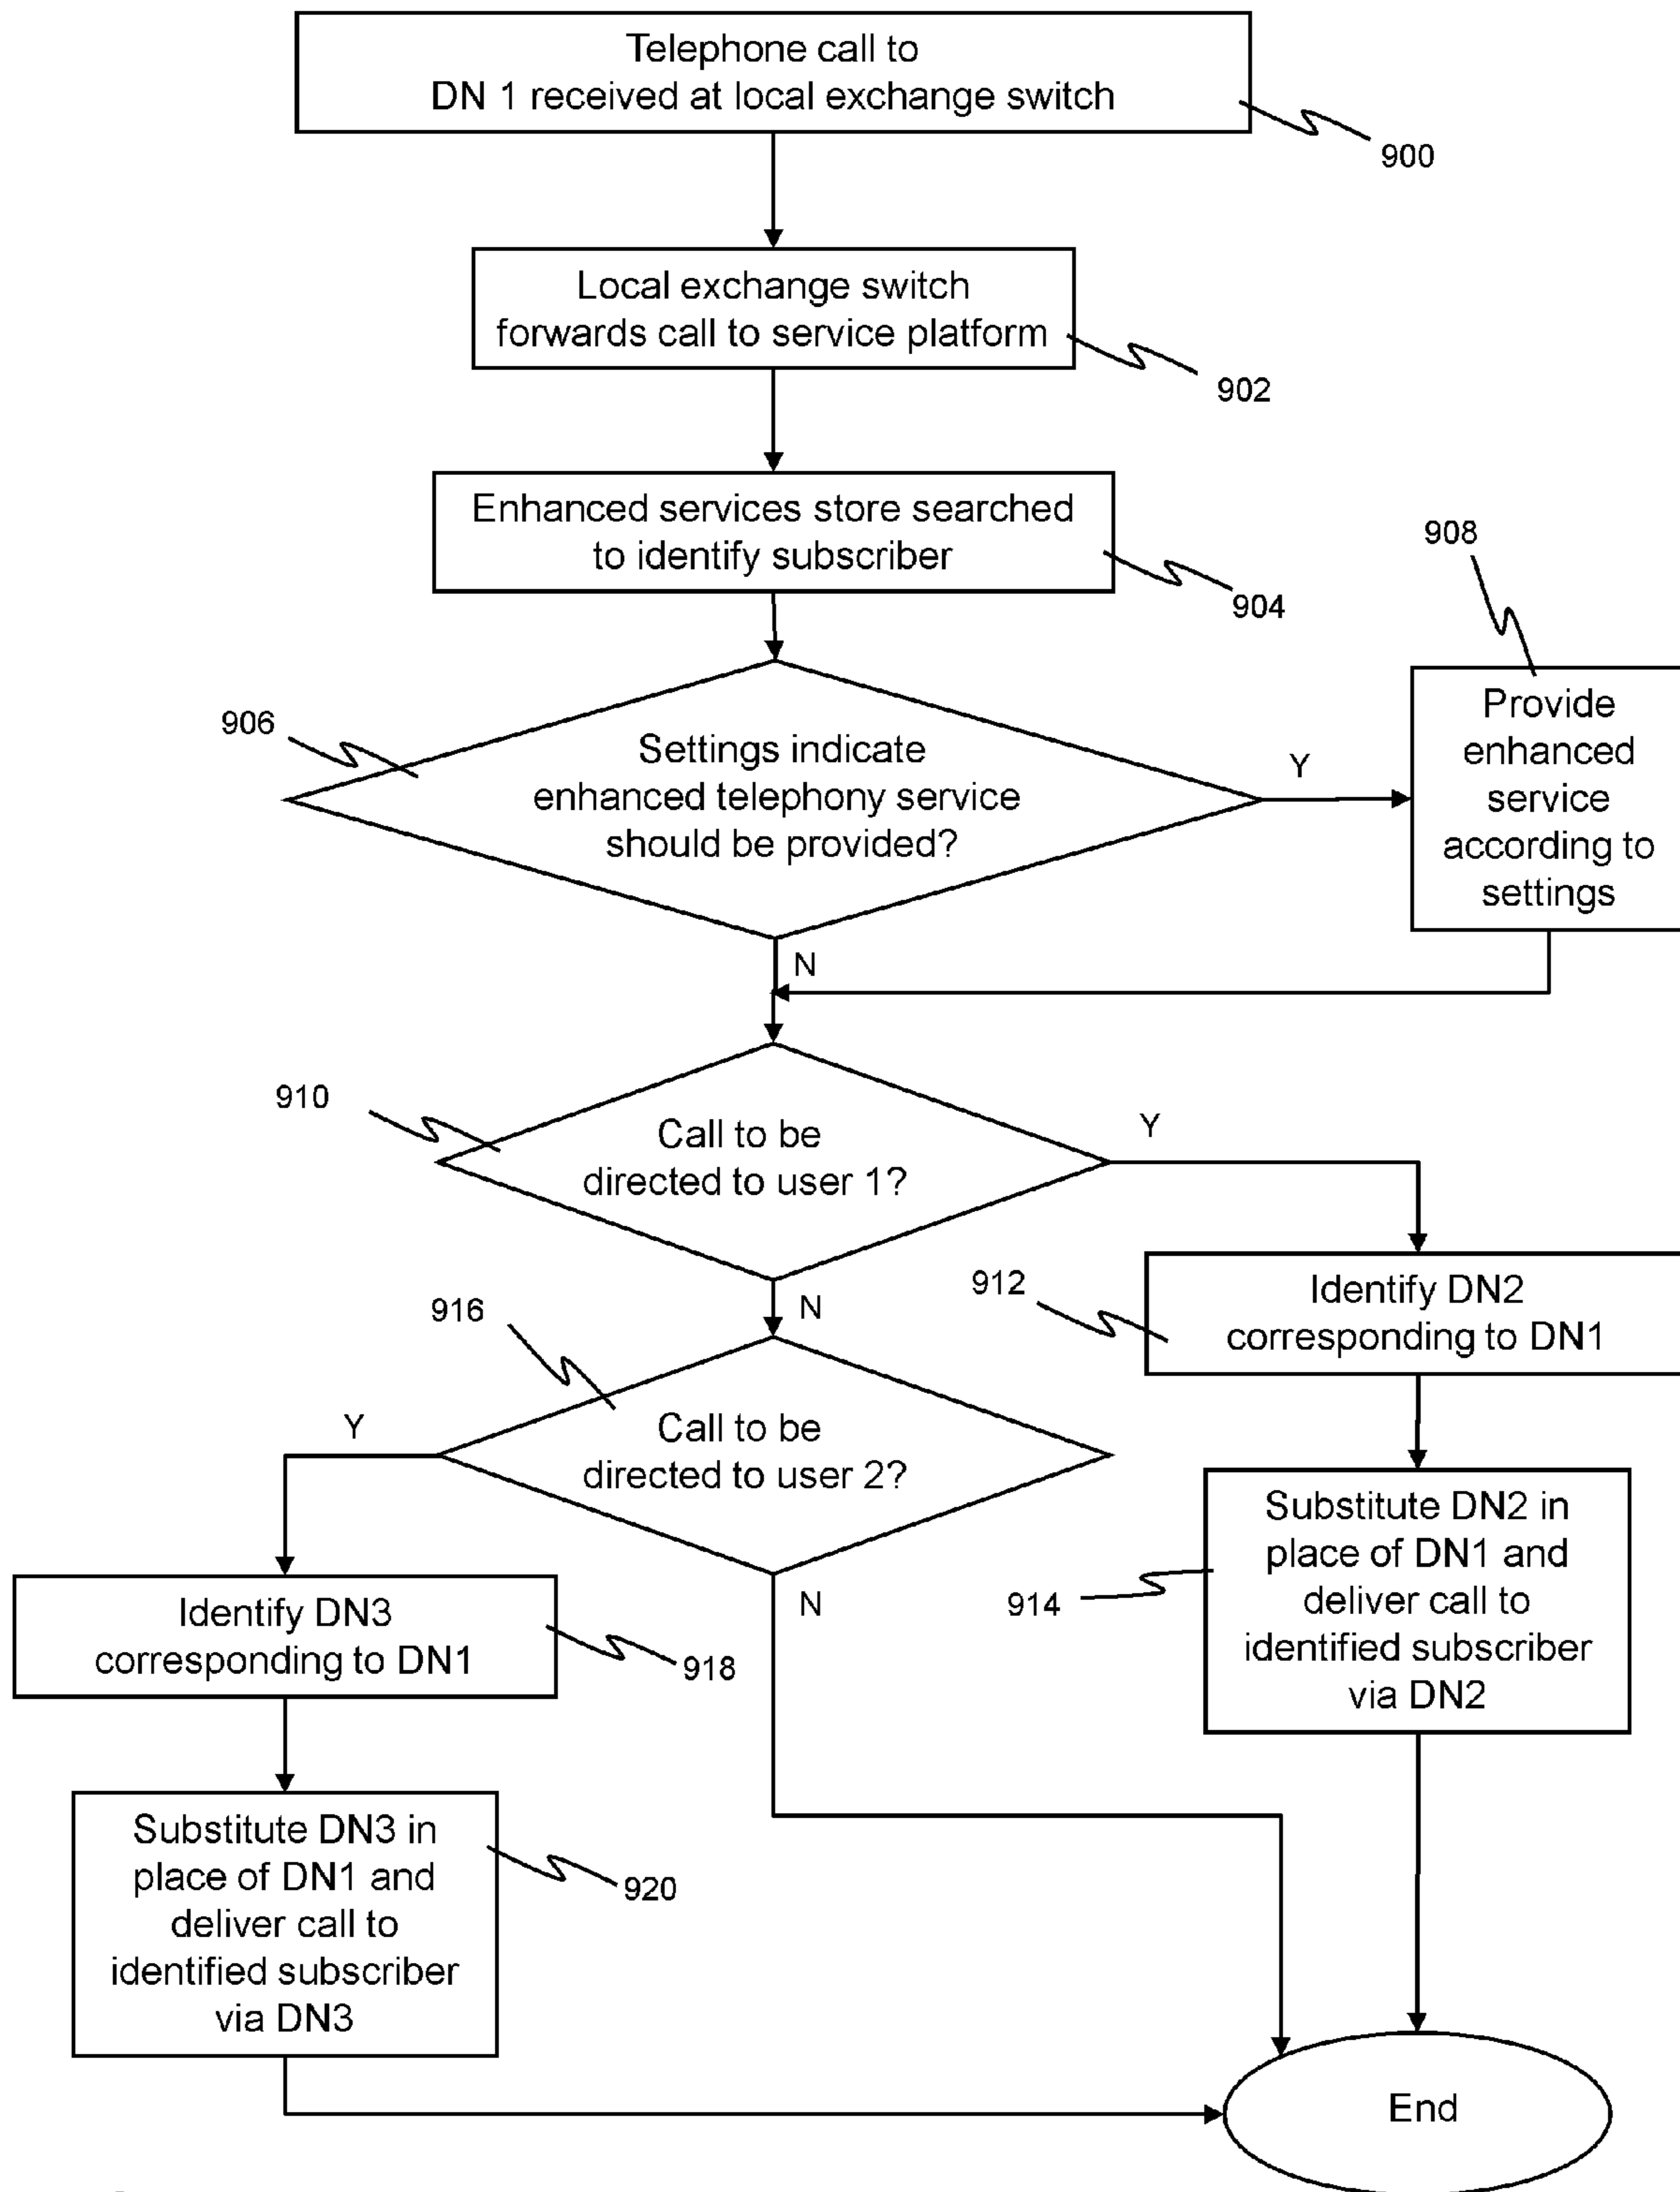 Telephone call to
DN 1 received at local exchange switch
900
Local exchange switch
forwards call to service platform
902
Enhanced services store searched
to identify subscriber
904
908
Provide
enhanced
service
according to
settings
906
Settings indicate
enhanced telephony service
should be provided?
Y
N
910
Call to be
directed to user 1?
Y
N
912
Identify DN2
corresponding to DN1
916
Call to be
directed to user 2?
Y
N
914
Substitute DN2 in
place of DN1 and
deliver call to
identified subscriber
via DN2
Identify DN3
corresponding to DN1
918
Substitute DN3 in
place of DN1 and
deliver call to
identified subscriber
via DN3
920
End